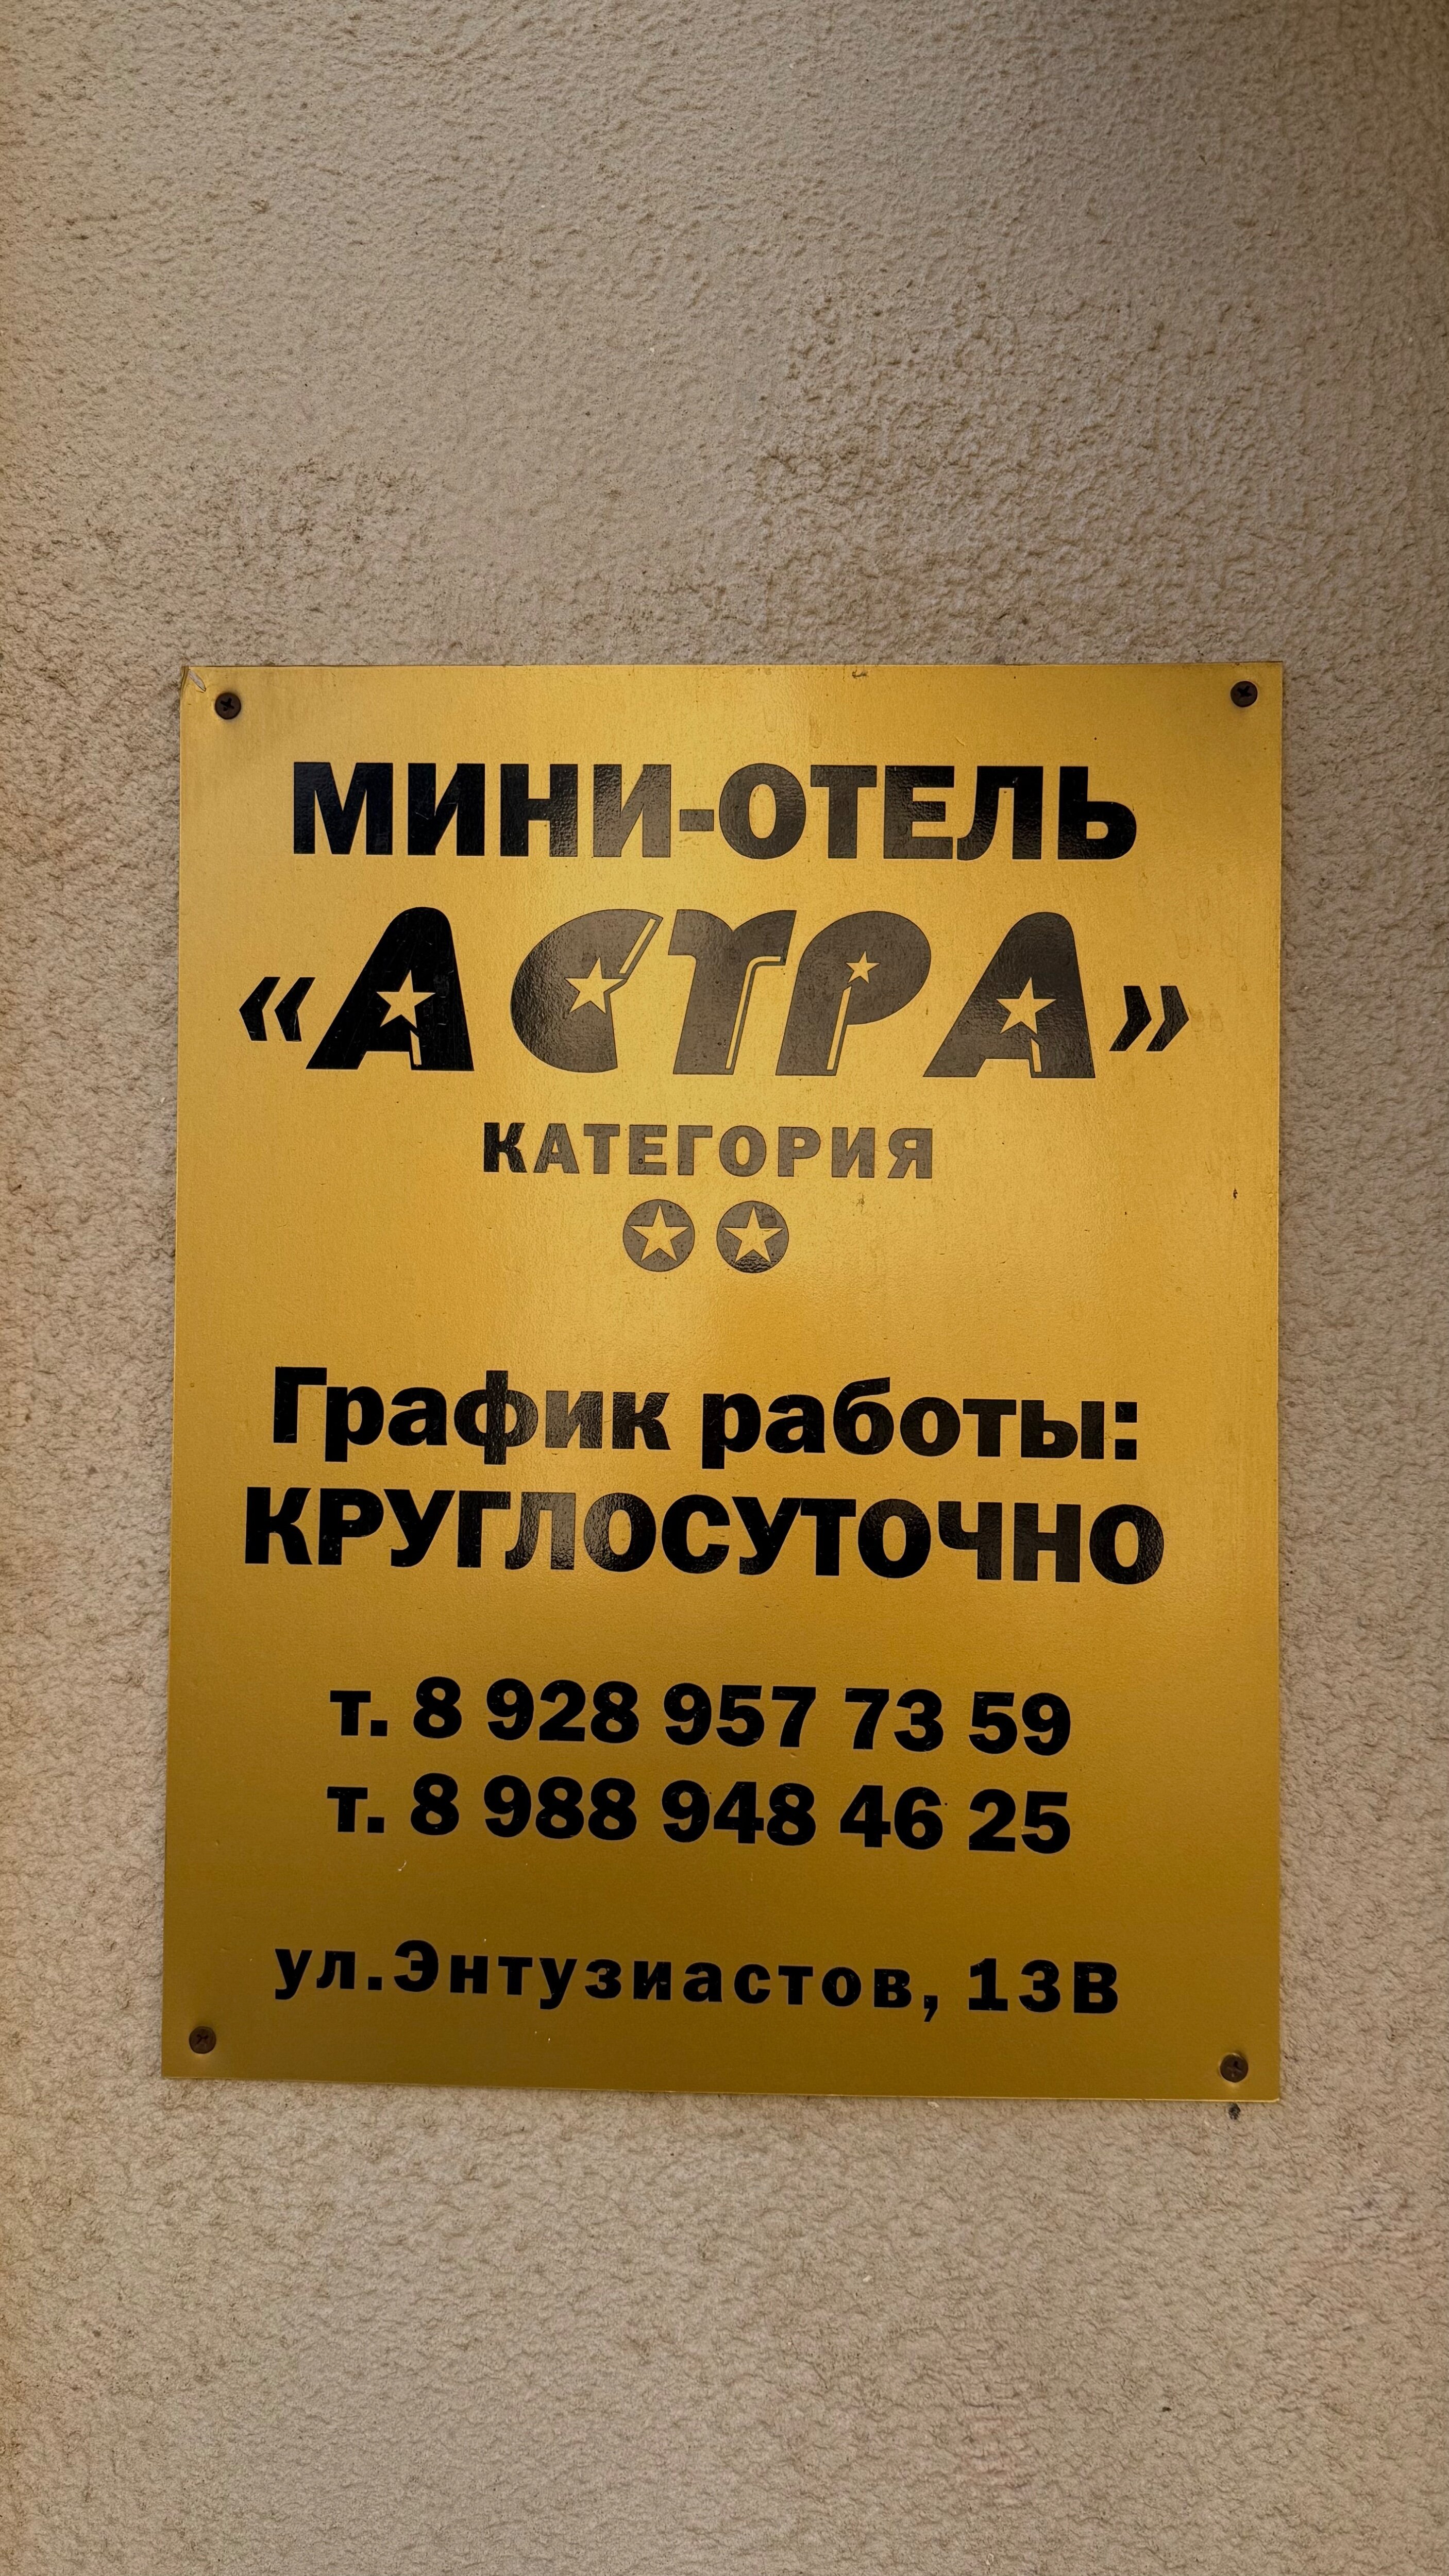 МИНИ-ОТЕЛЬ
«АСТРА»
КАТЕГОРИЯ
График работы:
КРУГЛОСУТОЧНО
т. 8 928 957 73 59
т. 8 988 948 46 25
ул.Энтузиастов, 13В